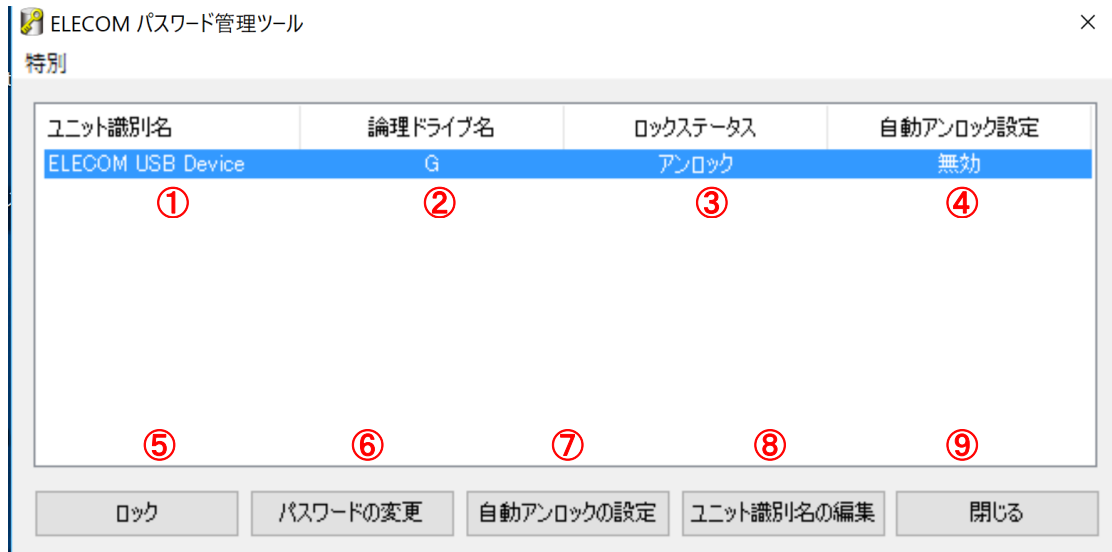 ELECOM パスワード管理ツール
特別
ユニット識別名 論理ドライブ名 ロックステータス 自動アンロック設定
ELECOM USB Device G アンロック 無効
① ② ③ ④
⑤ ⑥ ⑦ ⑧ ⑨
ロック パスワードの変更 自動アンロックの設定 ユニット識別名の編集 閉じる